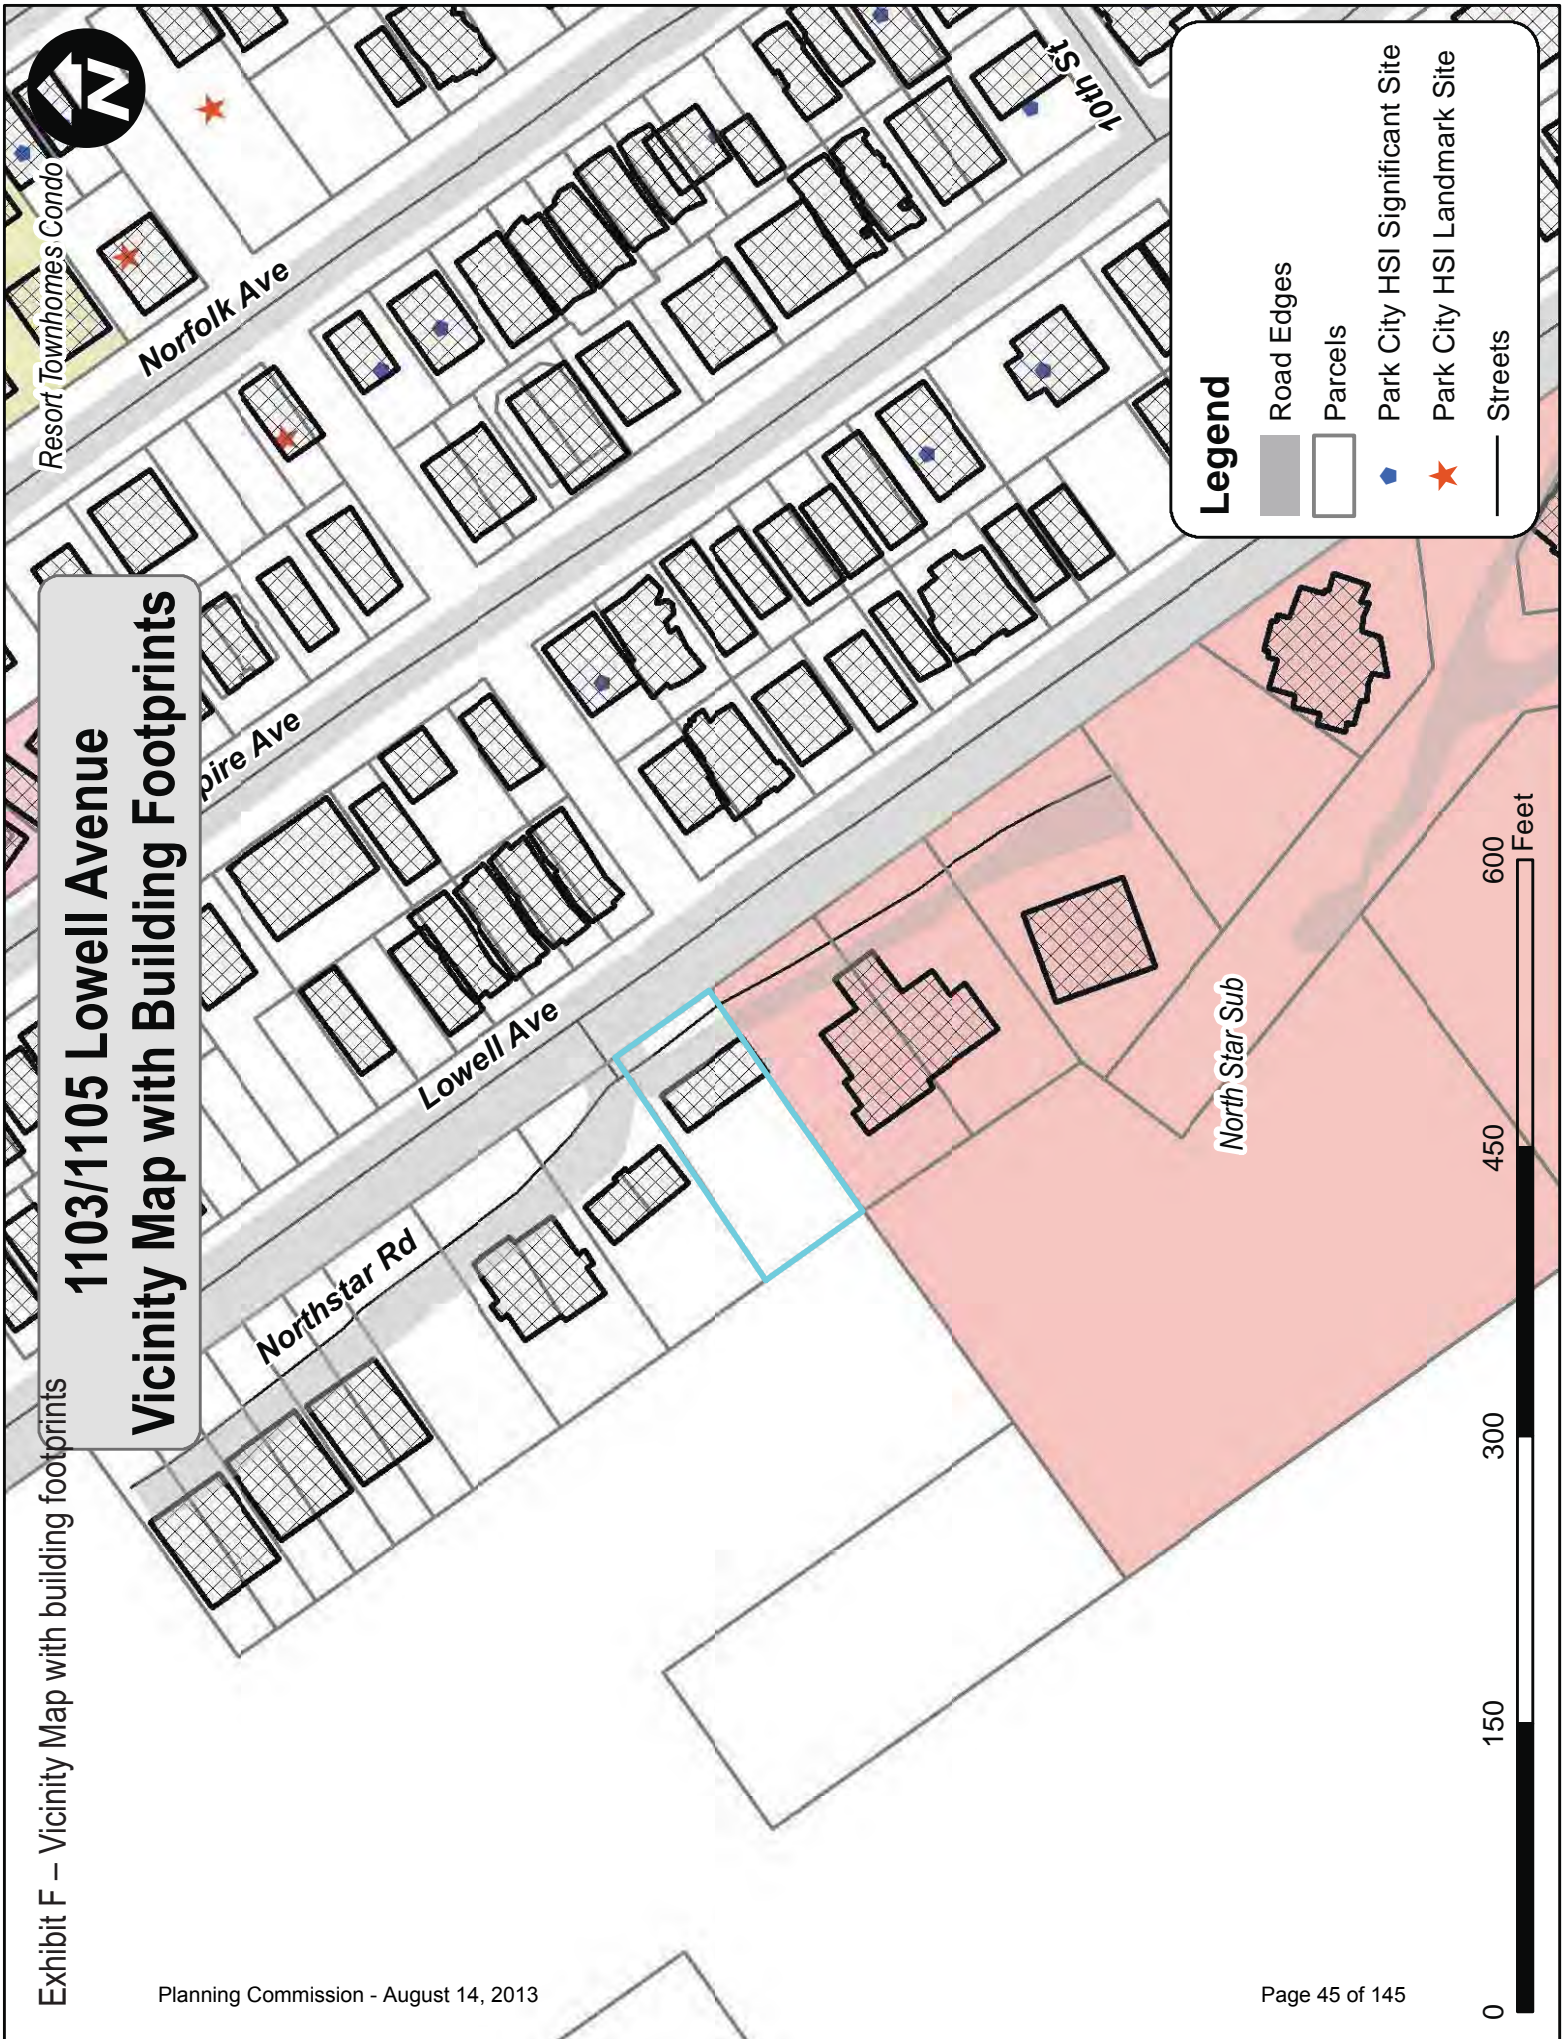 Exhibit F – Vicinity Map with building footprints
1103/1105 Lowell Avenue
Vicinity Map with Building Footprints
N
Resort Townhomes Condo
Norfolk Ave
10th St
pire Ave
Lowell Ave
Northstar Rd
North Star Sub
Legend
Road Edges
Parcels
Park City HSI Significant Site
Park City HSI Landmark Site
Streets
0 150 300 450 600
Feet
Planning Commission - August 14, 2013
Page 45 of 145